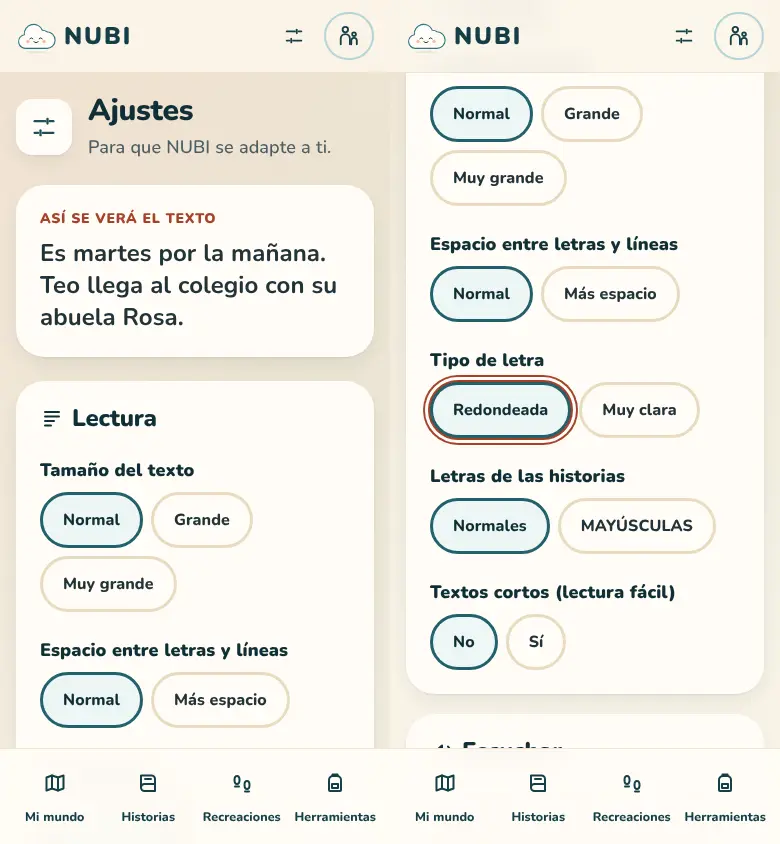 NUBI
Ajustes
Para que NUBI se adapte a ti.
ASÍ SE VERÁ EL TEXTO
Es martes por la mañana.
Teo llega al colegio con su
abuela Rosa.
Lectura
Tamaño del texto
Normal
Grande
Muy grande
Espacio entre letras y líneas
Normal
Más espacio
Mi mundo
Historias
Recreaciones
Herramientas
NUBI
Normal
Grande
Muy grande
Espacio entre letras y líneas
Normal
Más espacio
Tipo de letra
Redondeada
Muy clara
Letras de las historias
Normales
MAYÚSCULAS
Textos cortos (lectura fácil)
No
Sí
Mi mundo
Historias
Recreaciones
Herramientas